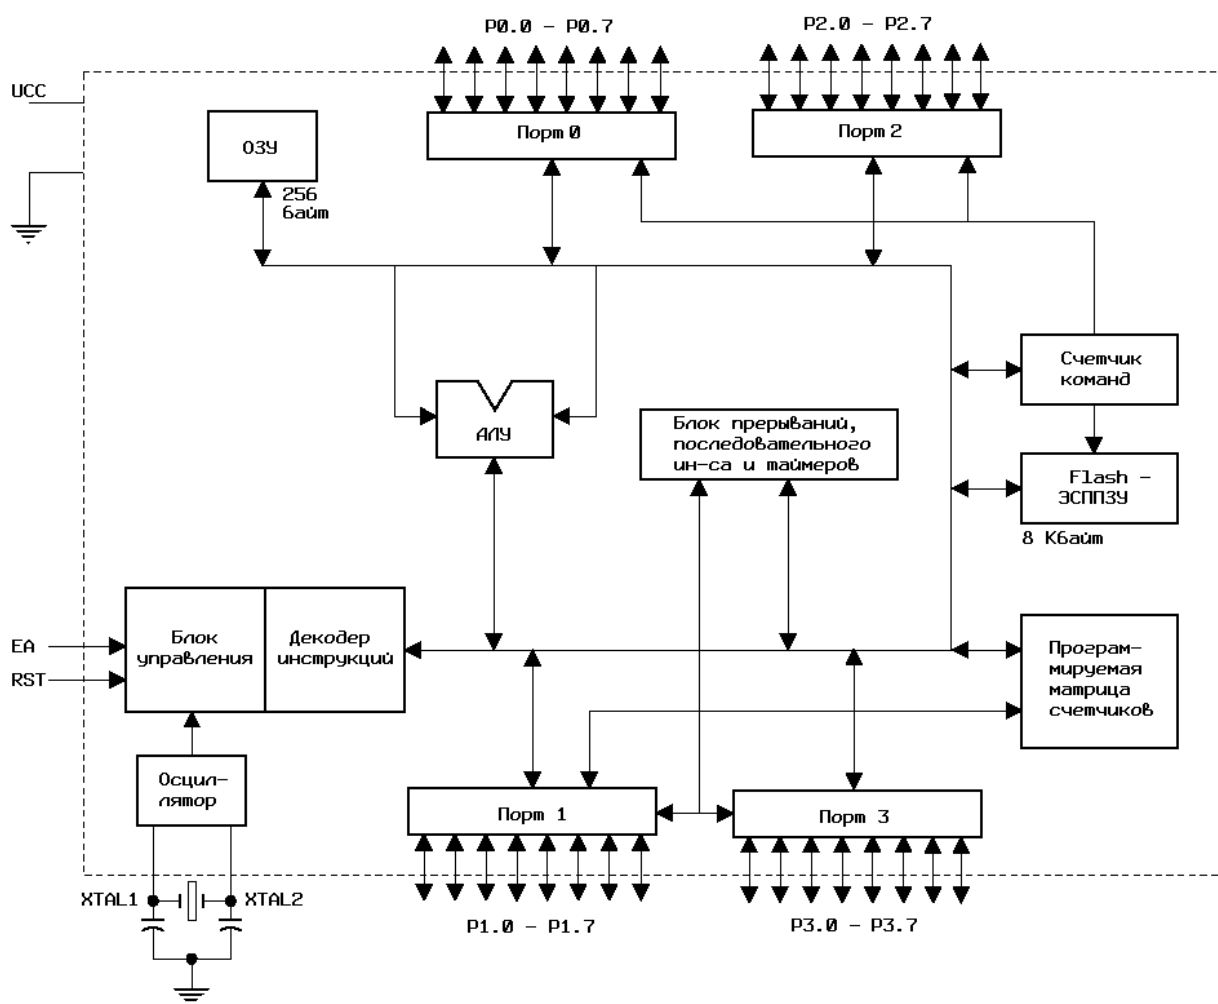 P0.0 – P0.7
P2.0 – P2.7
UCC
Порт 0
Порт 2
ОЗУ
256
байт
Счетчик
команд
АЛУ
Блок прерываний,
последовательного
ин-са и таймеров
Flash –
ЭСППЗУ
8 Кбайт
EA
RST
Блок
управления
Декодер
инструкций
Програм–
мируемая
матрица
счетчиков
Осцил–
лятор
Порт 1
Порт 3
XTAL1
XTAL2
P1.0 – P1.7
P3.0 – P3.7